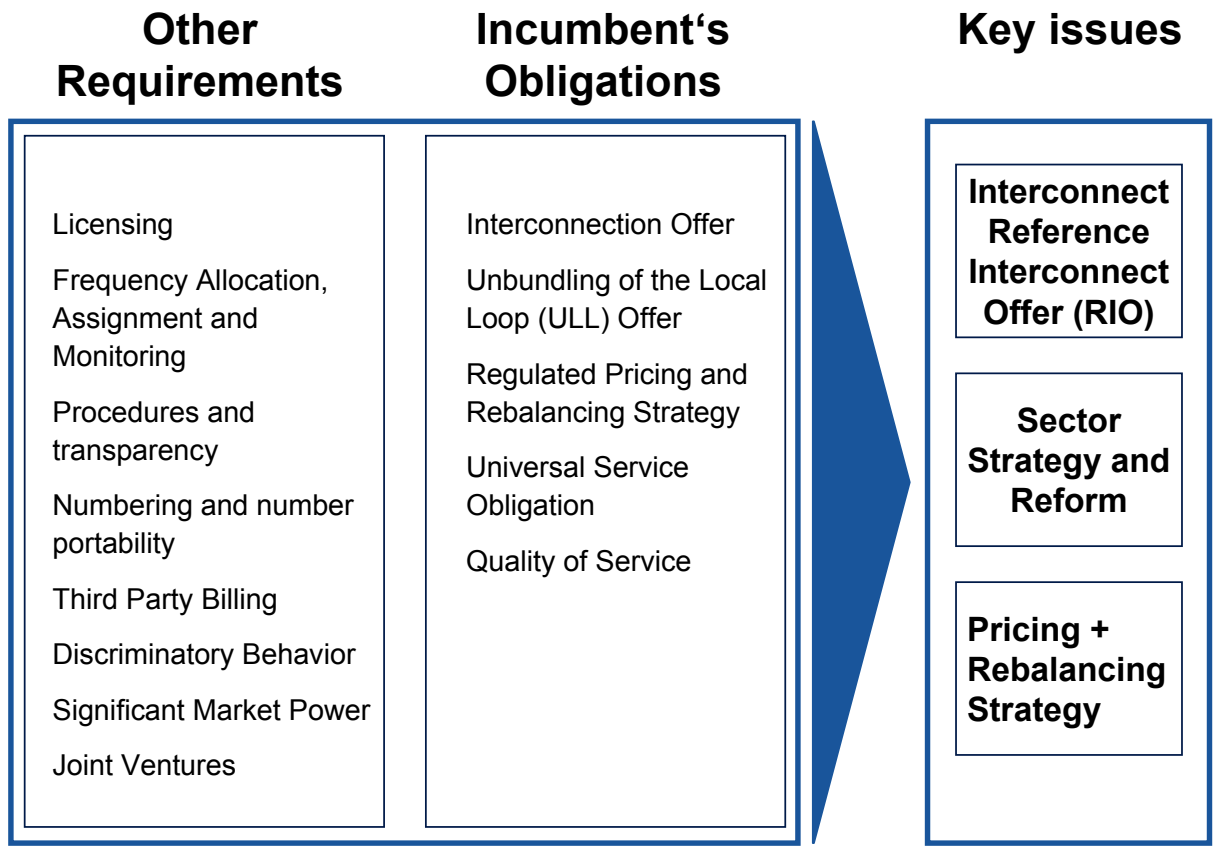 Other
Requirements
Incumbent‘s
Obligations
Key issues
Licensing
Frequency Allocation,
Assignment and
Monitoring
Procedures and
transparency
Numbering and number
portability
Third Party Billing
Discriminatory Behavior
Significant Market Power
Joint Ventures
Interconnection Offer
Unbundling of the Local
Loop (ULL) Offer
Regulated Pricing and
Rebalancing Strategy
Universal Service
Obligation
Quality of Service
Interconnect
Reference
Interconnect
Offer (RIO)
Sector
Strategy and
Reform
Pricing +
Rebalancing
Strategy